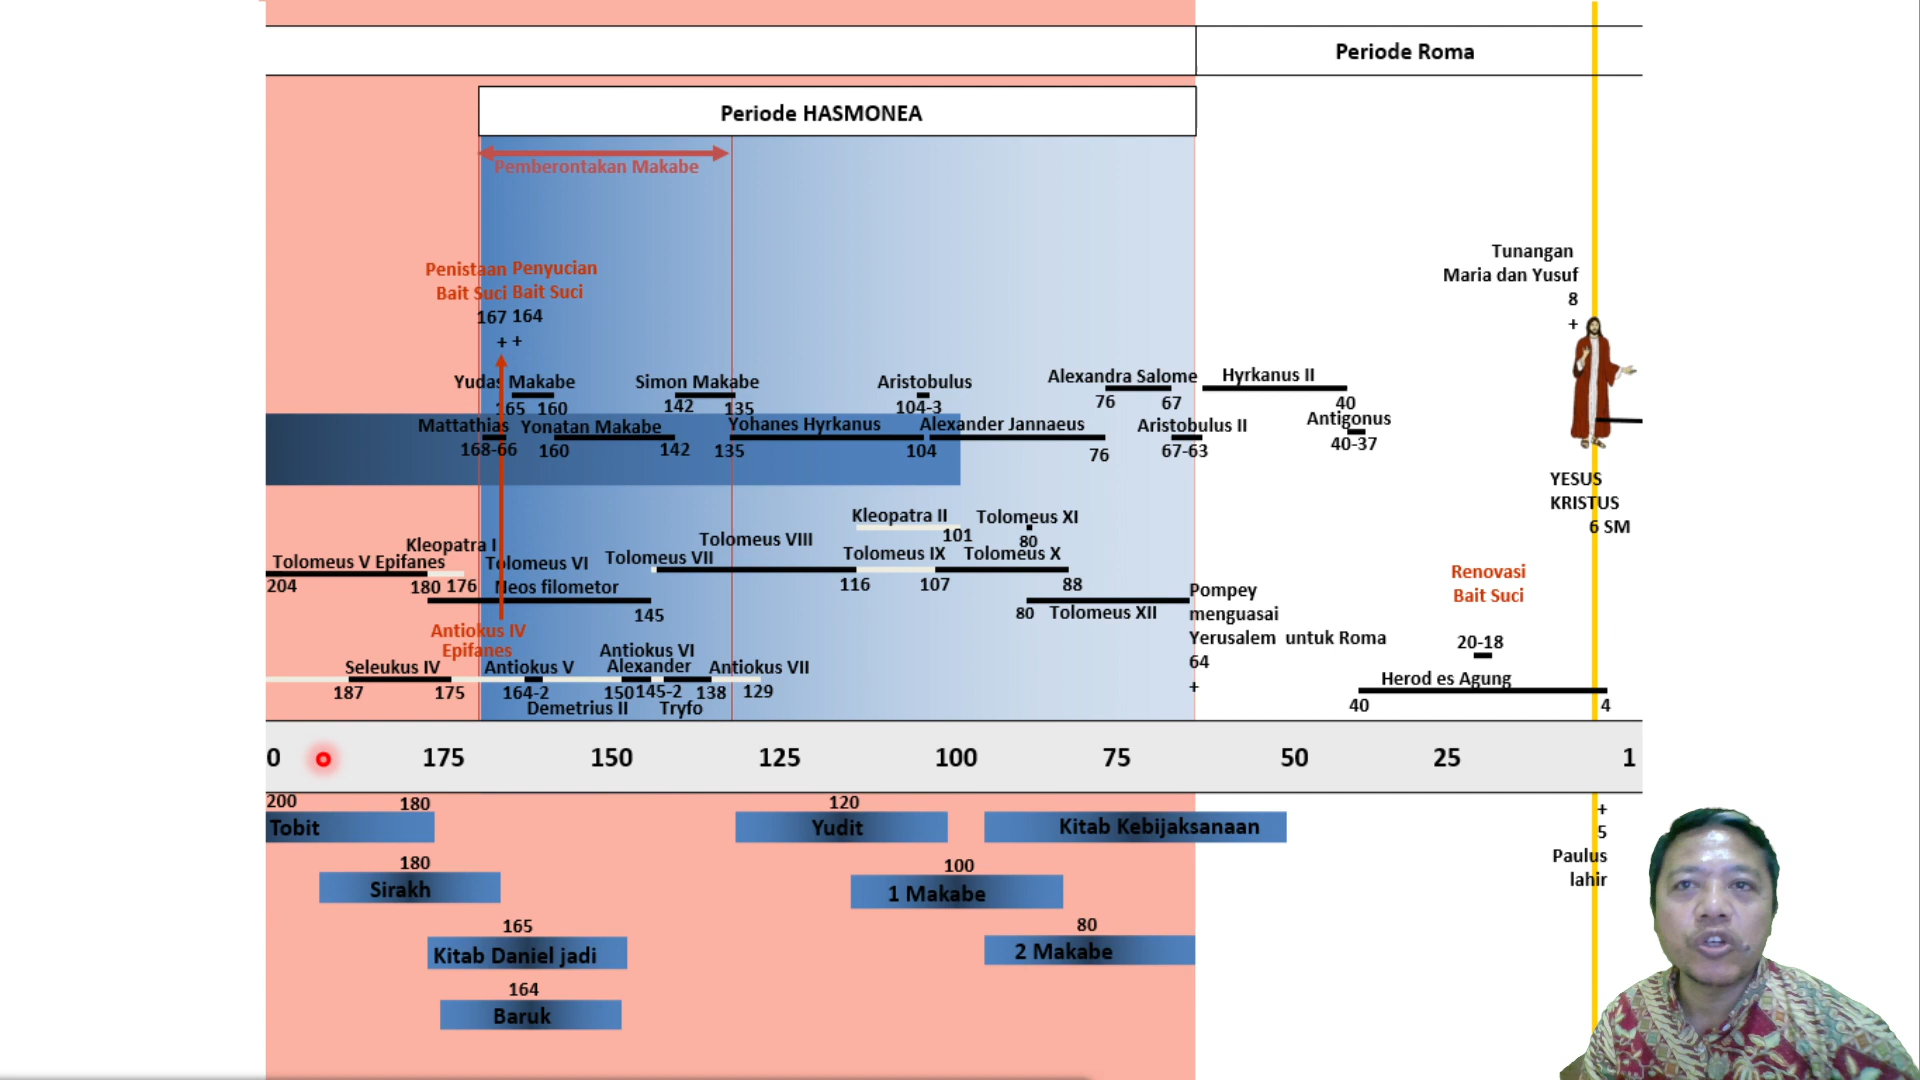 Periode Roma
Periode HASMONEA
Pemberontakan Makabe
Penistaan
Bait Suci
167
+
Penyucian
Bait Suci
164
+
Tunangan
Maria dan Yusuf
8
+
Yudas Makabe
165 160
Simon Makabe
142 135
Aristobulus
104-3
Alexandra Salome
76 67
Hyrkanus II
40
Mattathias
168-66
Yonatan Makabe
160 142
Yohanes Hyrkanus
135 104
Alexander Jannaeus
76
Aristobulus II
67-63
Antigonus
40-37
YESUS
KRISTUS
6 SM
Kleopatra II
101
Tolomeus XI
80
Kleopatra I
176
Tolomeus V Epifanes
204 180
Tolomeus VI
Neos filometor
145
Tolomeus VII
Tolomeus VIII
116
Tolomeus IX
107
Tolomeus X
88
80 Tolomeus XII
Pompey
menguasai
Yerusalem untuk Roma
64
+
Renovasi
Bait Suci
20-18
Antiokus IV
Epifanes
Seleukus IV
187 175
Antiokus V
164-2
Demetrius II
Antiokus VI
Alexander
150 145-2 138
Tryfo
Antiokus VII
129
Herod es Agung
40 4
0 175 150 125 100 75 50 25 1
200 180
Tobit
120
Yudit
Kitab Kebijaksanaan
+
5
Paulus
lahir
180
Sirakh
100
1 Makabe
165
Kitab Daniel jadi
80
2 Makabe
164
Baruk